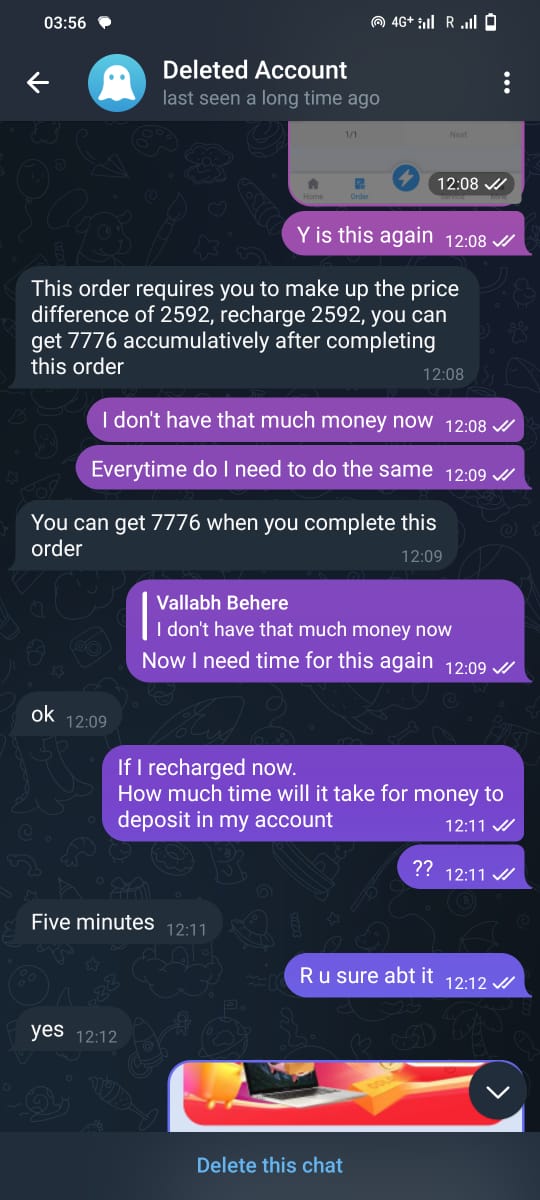 03:56
4G+
R
Deleted Account
last seen a long time ago
1/1
Next
Home
Order
12:08
Y is this again 12:08
This order requires you to make up the price
difference of 2592, recharge 2592, you can
get 7776 accumulatively after completing
this order
12:08
I don't have that much money now 12:08
Everytime do I need to do the same 12:09
You can get 7776 when you complete this
order
12:09
Vallabh Behere
I don't have that much money now
Now I need time for this again 12:09
ok 12:09
If I recharged now.
How much time will it take for money to
deposit in my account 12:11
?? 12:11
Five minutes 12:11
R u sure abt it 12:12
yes 12:12
Delete this chat